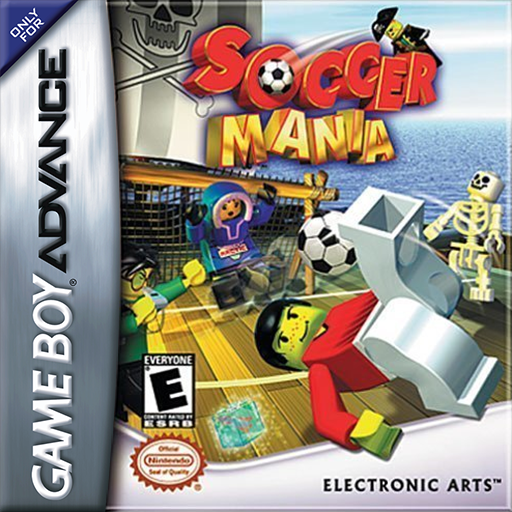 ONLY
FOR
GAME BOY ADVANCE
SOCCER
MANIA
ARCTIC
EVERYONE
E
CONTENT RATED BY
ESRB
Official
Nintendo
Seal of Quality
ELECTRONIC ARTS™